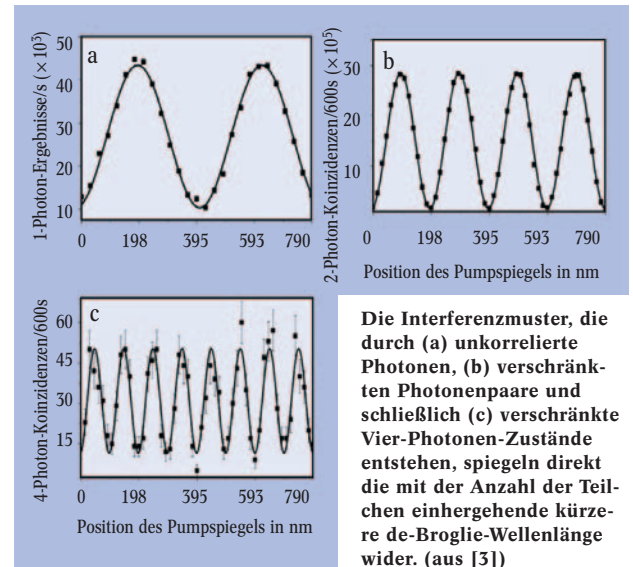 50
a
40
30
20
10
0 198 395 593 790
1-Photon-Ergebnisse/s (× 10³)
30
b
20
10
0 198 395 593 790
2-Photon-Koinzidenzen/600s (× 10⁵)
Position des Pumpspiegels in nm
60
c
45
30
15
0 198 395 593 790
4-Photon-Koinzidenzen/600s
Position des Pumpspiegels in nm
Die Interferenzmuster, die
durch (a) unkorrelierte
Photonen, (b) verschränk-
ten Photonenpaare und
schließlich (c) verschränkte
Vier-Photonen-Zustände
entstehen, spiegeln direkt
die mit der Anzahl der Teil-
chen einhergehende kürze-
re de-Broglie-Wellenlänge
wider. (aus [3])